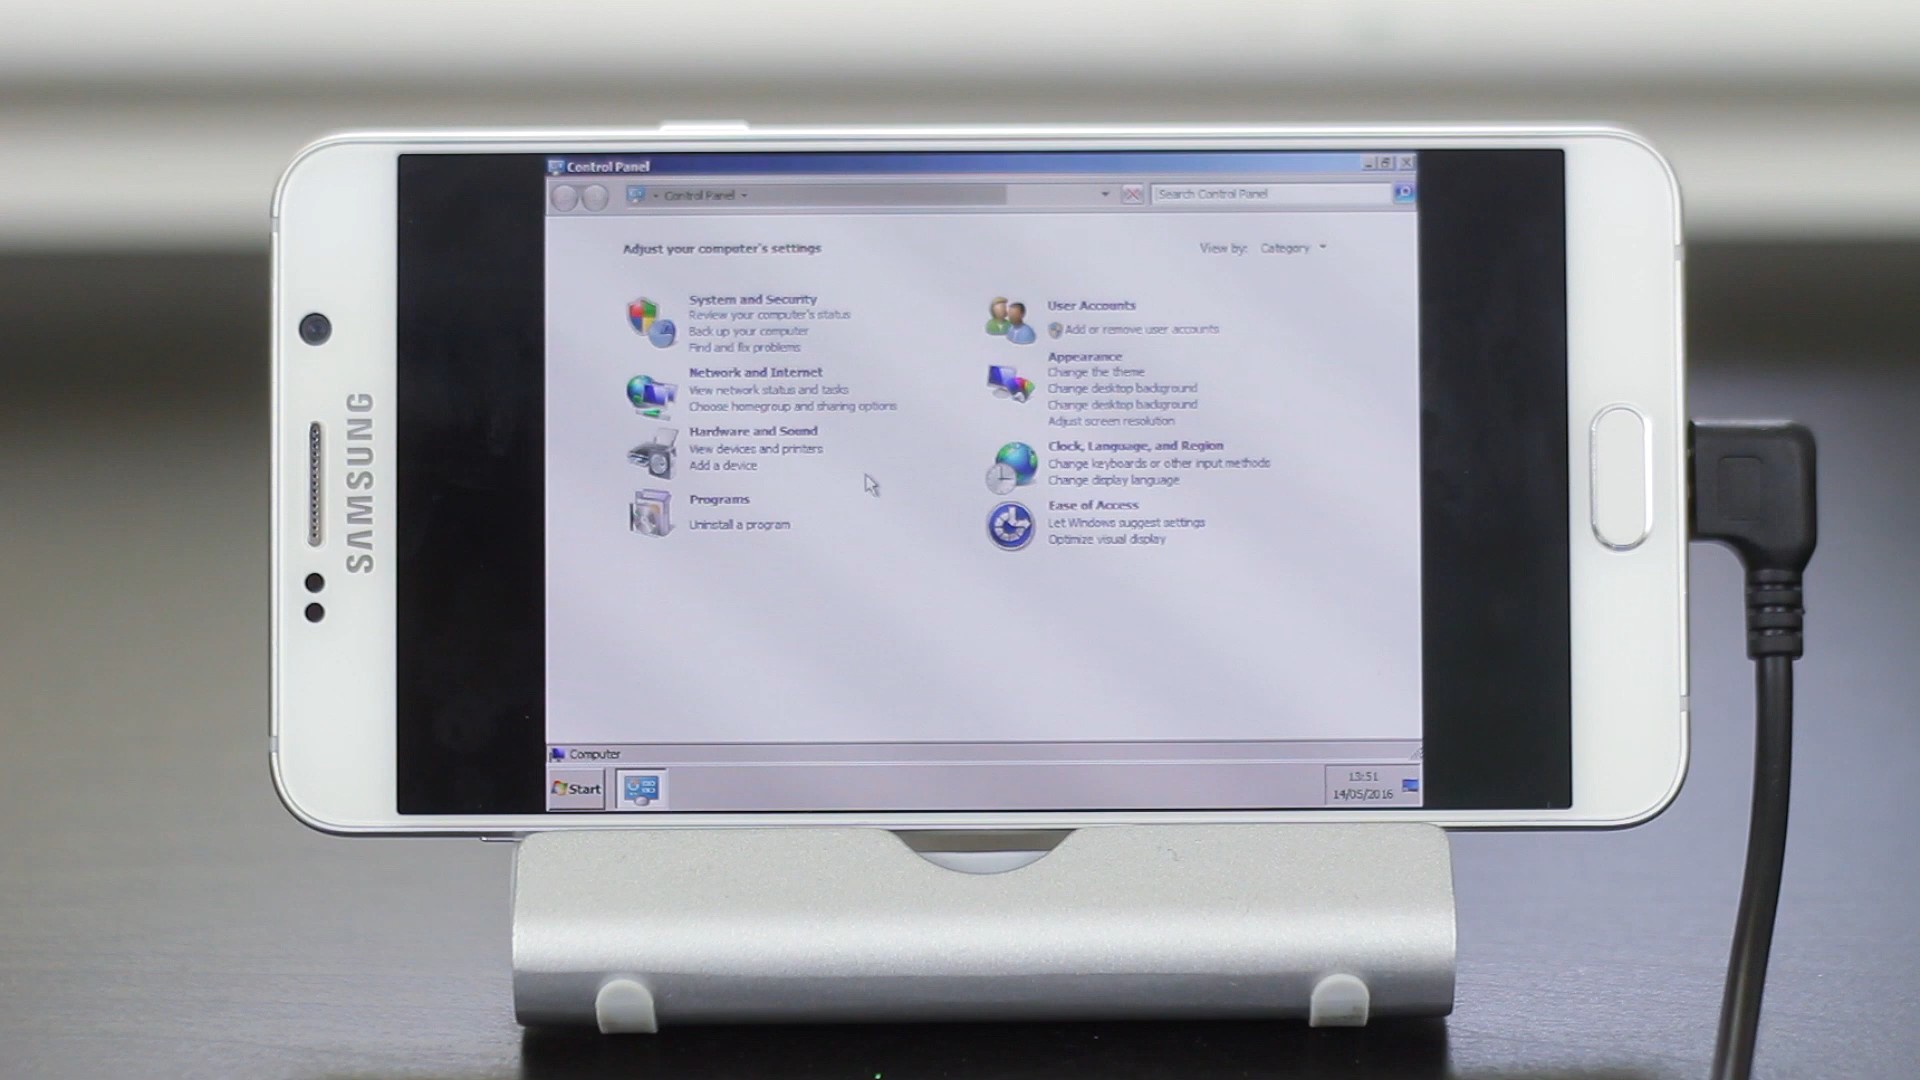 SAMSUNG
Control Panel
Control Panel
Search Control Panel
Adjust your computer's settings
View by: Category
System and Security
Review your computer's status
Back up your computer
Find and fix problems
Network and Internet
View network status and tasks
Choose homegroup and sharing options
Hardware and Sound
View devices and printers
Add a device
Programs
Uninstall a program
User Accounts
Add or remove user accounts
Appearance
Change the theme
Change desktop background
Change desktop background
Adjust screen resolution
Clock, Language, and Region
Change keyboards or other input methods
Change display language
Ease of Access
Let Windows suggest settings
Optimize visual display
Computer
Start
13:51
14/05/2016